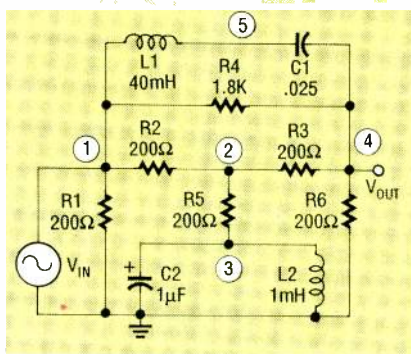 5
L1
40mH
R4
1.8K
C1
.025
1
R2
200Ω
2
R3
200Ω
4
VOUT
R1
200Ω
R5
200Ω
R6
200Ω
VIN
3
+
C2
1µF
L2
1mH